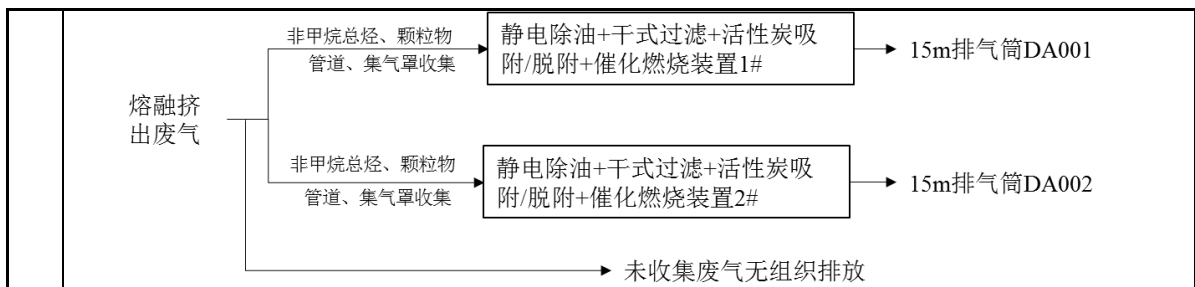 非甲烷总烃、颗粒物
管道、集气罩收集
静电除油+干式过滤+活性炭吸
附/脱附+催化燃烧装置1#
15m排气筒DA001
熔融挤
出废气
非甲烷总烃、颗粒物
管道、集气罩收集
静电除油+干式过滤+活性炭吸
附/脱附+催化燃烧装置2#
15m排气筒DA002
未收集废气无组织排放